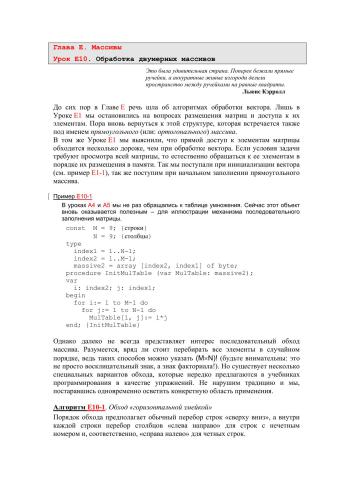 Глава E. Массивы
Урок E10. Обработка двумерных массивов
Это была удивительная страна. Поперек бежали прямые
ручейки, а аккуратные живые изгороди делили
пространство между ручейками на равные квадраты.
Льюис Кэрролл
До сих пор в Главе E речь шла об алгоритмах обработки вектора. Лишь в
Уроке E1 мы остановились на вопросах размещения матриц и доступа к их
элементам. Пора вновь вернуться к этой структуре, которая встречается также
под именем прямоугольного (или: ортогонального) массива.
В том же Уроке E1 мы выяснили, что прямой доступ к элементам матрицы
обходится несколько дороже, чем при обработке вектора. Если условия задачи
требуют просмотра всей матрицы, то естественно обращаться к ее элементам в
порядке их размещения в памяти. Так мы поступали при инициализации вектора
(см. пример E1-1), так же поступим при начальном заполнении прямоугольного
массива.
Пример E10-1
В уроках A4 и A5 мы не раз обращались к таблице умножения. Сейчас этот объект
вновь оказывается полезным – для иллюстрации механизма последовательного
заполнения матрицы.
const M = 9; {строки}
N = 9; {столбцы}
type
index1 = 1..N-1;
index2 = 1..M-1;
massive2 = array [index2, index1] of byte;
procedure InitMulTable (var MulTable: massive2);
var
i: index2; j: index1;
begin
for i:= 1 to M-1 do
for j:= 1 to N-1 do
MulTable[i, j]:= i*j
end; {InitMulTable}
Однако далеко не всегда представляет интерес последовательный обход
массива. Разумеется, вряд ли стоит перебирать все элементы в случайном
порядке, ведь таких способов можно указать (M×N)! (будьте внимательны: это
не просто восклицательный знак, а знак факториала!). Но существует несколько
специальных вариантов обхода, которые нередко предлагаются в учебниках
программирования в качестве упражнений. Не нарушим традицию и мы,
постаравшись одновременно осветить конкретную область применения.
Алгоритм E10-1. Обход «горизонтальной змейкой»
Порядок обхода предполагает обычный перебор строк «сверху вниз», а внутри
каждой строки перебор столбцов «слева направо» для строк с нечетным
номером и, соответственно, «справа налево» для четных строк.